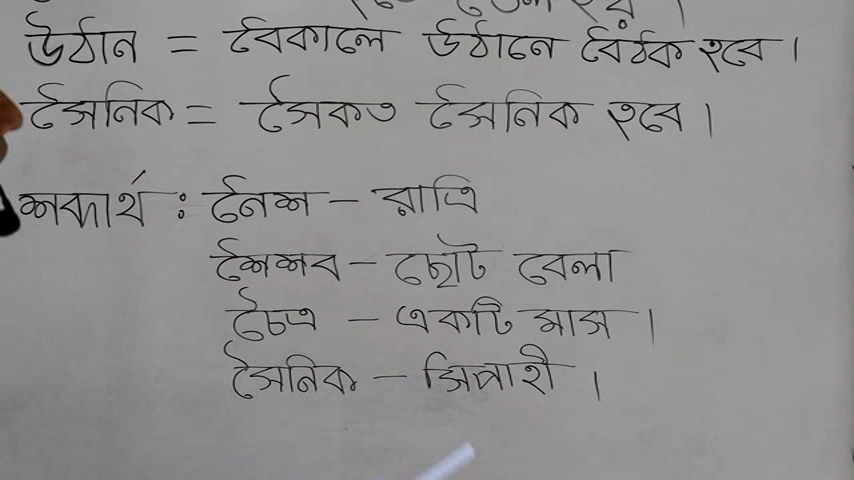 উঠান = বৈকালে উঠানে বৈঠক হবে ।
সৈনিক = সৈকত সৈনিক হবে ।
শব্দার্থ : নৈশ – রাত্রি
শৈশব – ছোট বেলা
চৈত্র – একটি মাস ।
সৈনিক – সিপাহী ।